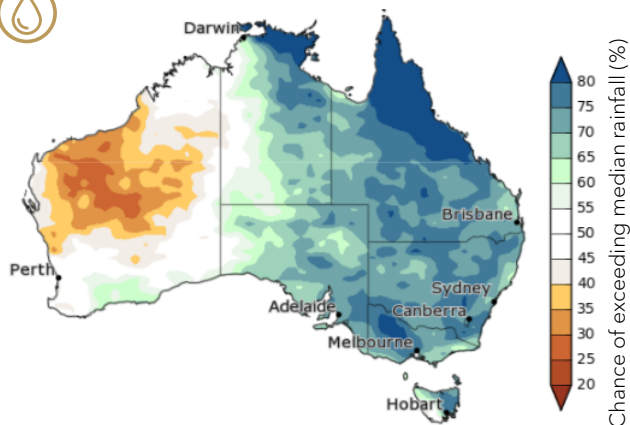 Darwin
Brisbane
Perth
Sydney
Adelaide
Canberra
Melbourne
Hobart
80
75
70
65
60
55
50
45
40
35
30
25
20
Chance of exceeding median rainfall (%)